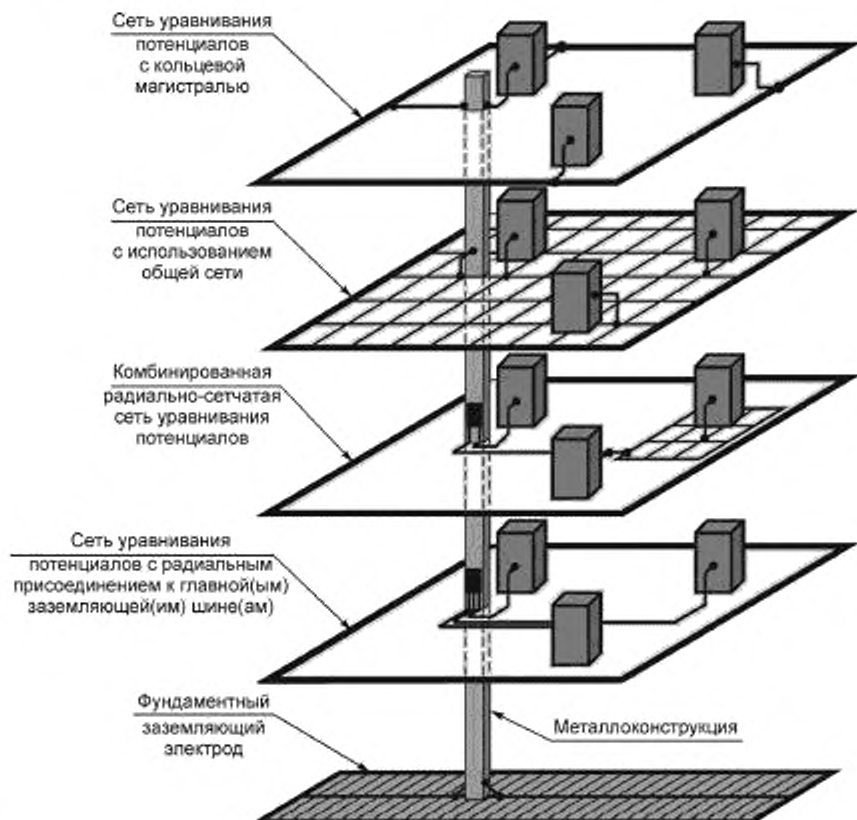 Сеть уравнивания
потенциалов
с кольцевой
магистралью
Сеть уравнивания
потенциалов
с использованием
общей сети
Комбинированная
радиально-сетчатая
сеть уравнивания
потенциалов
Сеть уравнивания
потенциалов с радиальным
присоединением к главной(ым)
заземляющей(им) шине(ам)
Фундаментный
заземляющий
электрод
Металлоконструкция